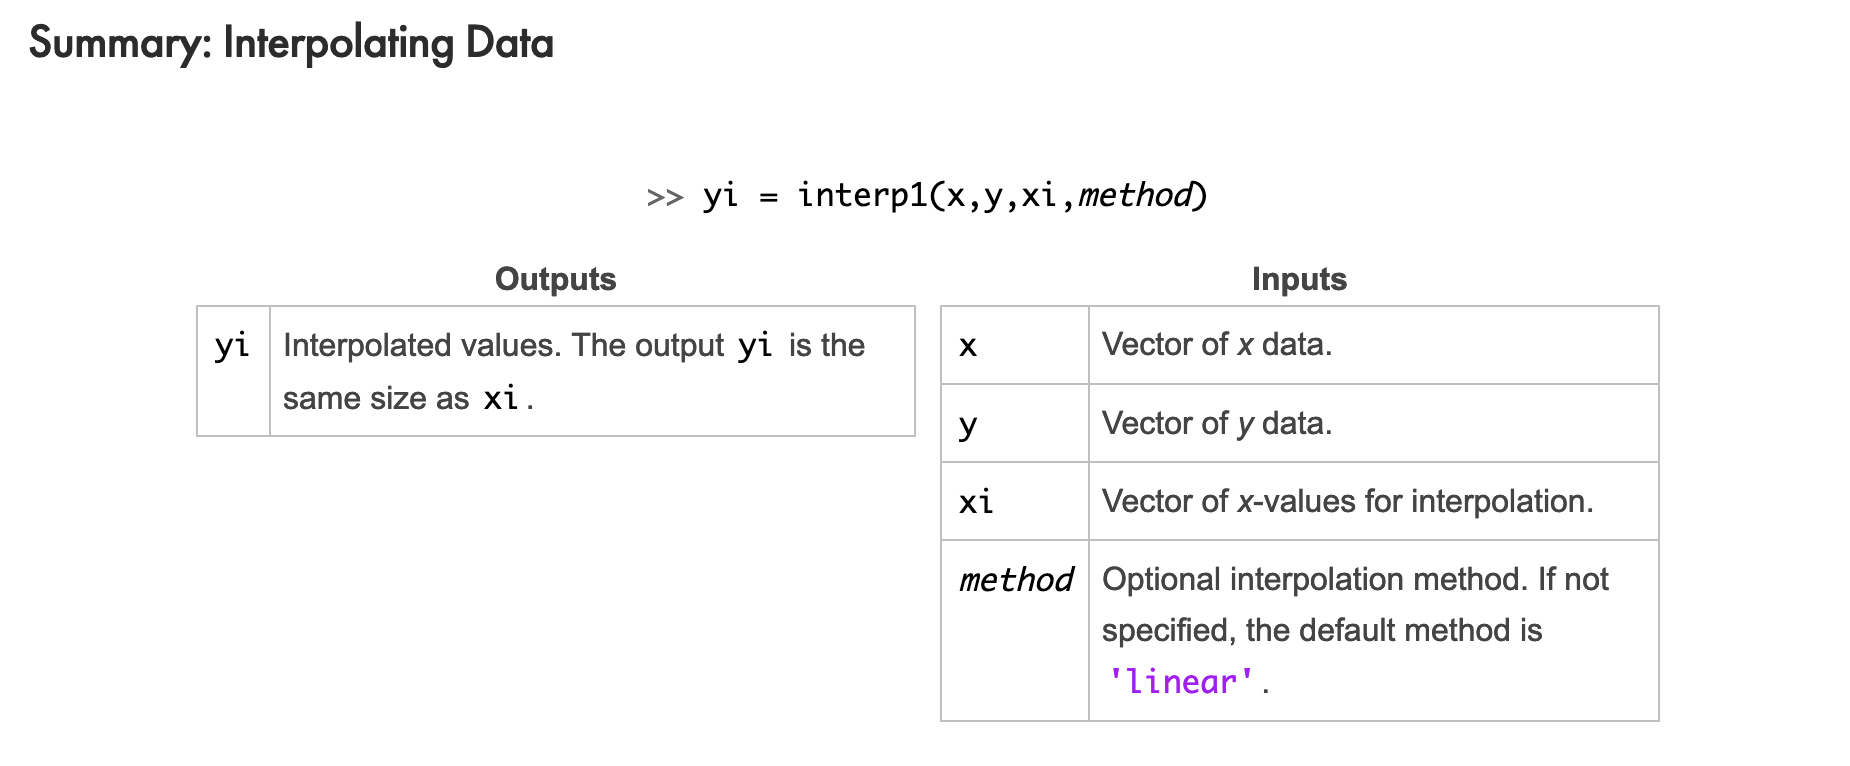 Summary: Interpolating Data
>> yi = interp1(x,y,xi,method)
Outputs
yi Interpolated values. The output yi is the
same size as xi.
Inputs
x Vector of x data.
y Vector of y data.
xi Vector of x-values for interpolation.
method Optional interpolation method. If not
specified, the default method is
'linear'.